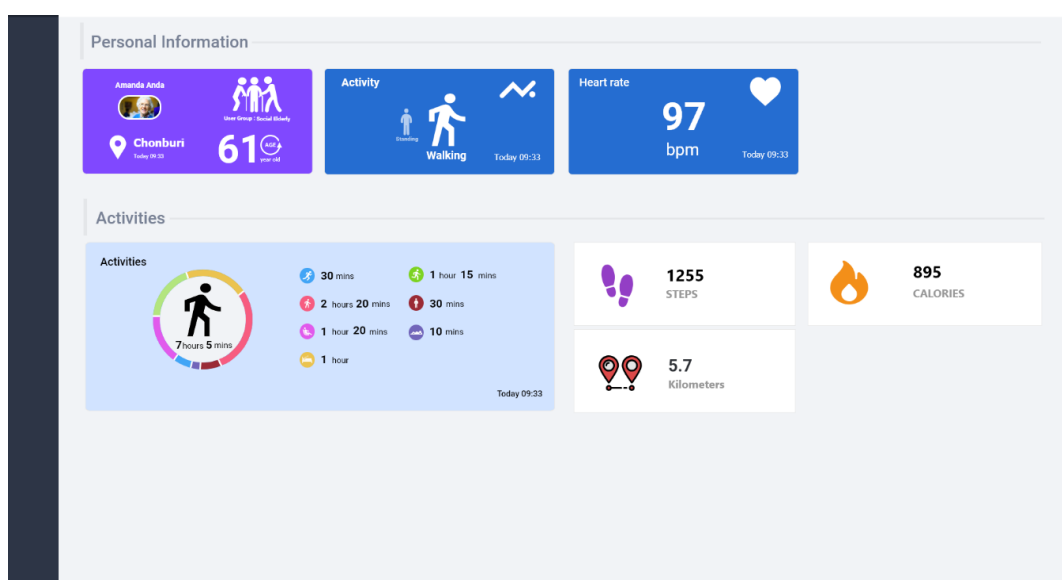 Personal Information
Amanda Anda
User Group : Social Elderly
Chonburi
Today 09:33
61
AGE
year old
Activity
Standing
Walking
Today 09:33
Heart rate
97
bpm
Today 09:33
Activities
Activities
7 hours 5 mins
30 mins
1 hour 15 mins
2 hours 20 mins
30 mins
1 hour 20 mins
10 mins
1 hour
Today 09:33
1255
STEPS
895
CALORIES
5.7
Kilometers